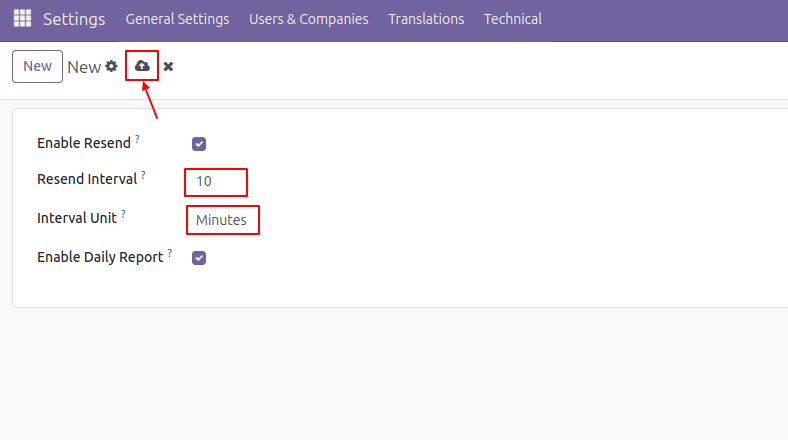 Settings General Settings Users & Companies Translations Technical
New New
Enable Resend ?
Resend Interval ? 10
Interval Unit ? Minutes
Enable Daily Report ?